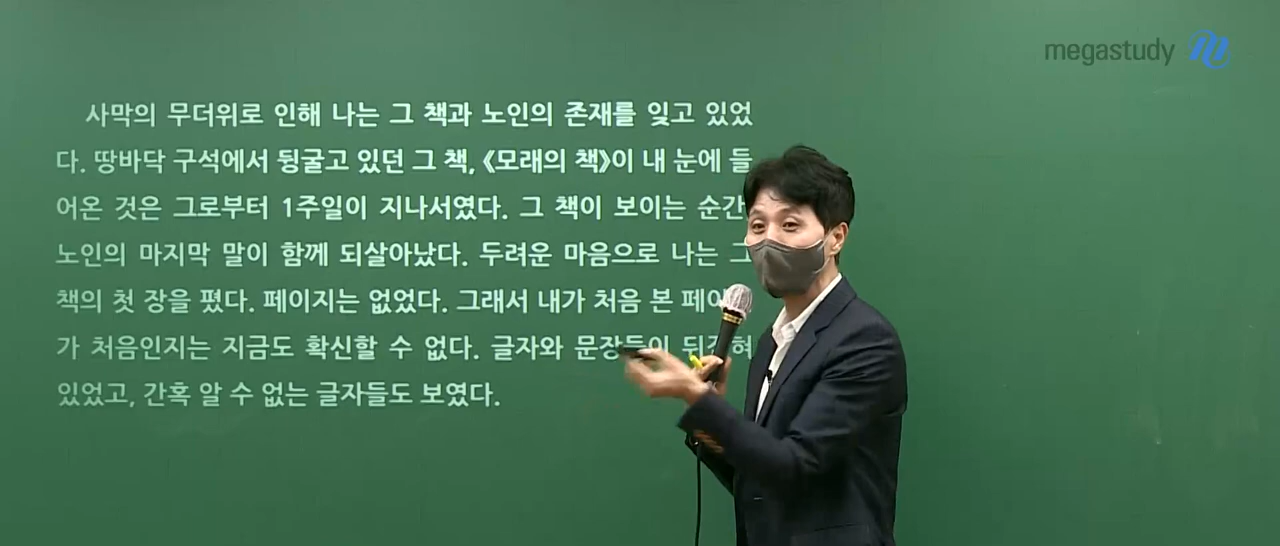 megastudy
사막의 무더위로 인해 나는 그 책과 노인의 존재를 잊고 있었
다. 땅바닥 구석에서 뒹굴고 있던 그 책, 《모래의 책》이 내 눈에 들
어온 것은 그로부터 1주일이 지나서였다. 그 책이 보이는 순간
노인의 마지막 말이 함께 되살아났다. 두려운 마음으로 나는 그
책의 첫 장을 폈다. 페이지는 없었다. 그래서 내가 처음 본
가 처음인지는 지금도 확신할 수 없다. 글자와
있었고, 간혹 알 수 없는 글자들도 보였다.